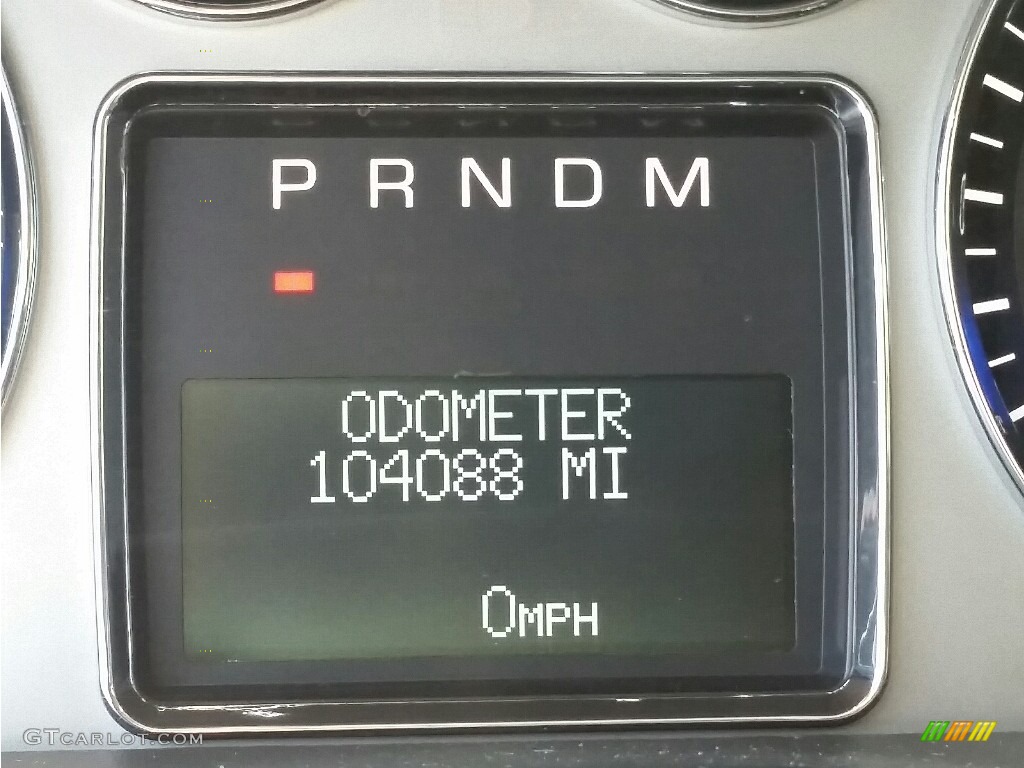 P R N D M
ODOMETER
104088 MI
0MPH
GTCARLOT.COM